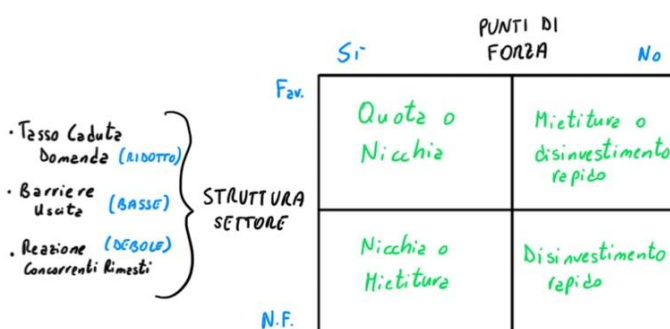 PUNTI DI
FORZA
Sì
No
Fav.
Quota o
Nicchia
Mietitura o
disinvestimento
rapido
• Tasso Caduta
Domanda (RIDOTTO)
• Barriere
Uscita (BASSE)
• Reazione (DEBOLE)
Concorrenti Rimasti
STRUTTURA
SETTORE
Nicchia o
Mietitura
Disinvestimento
rapido
N.F.